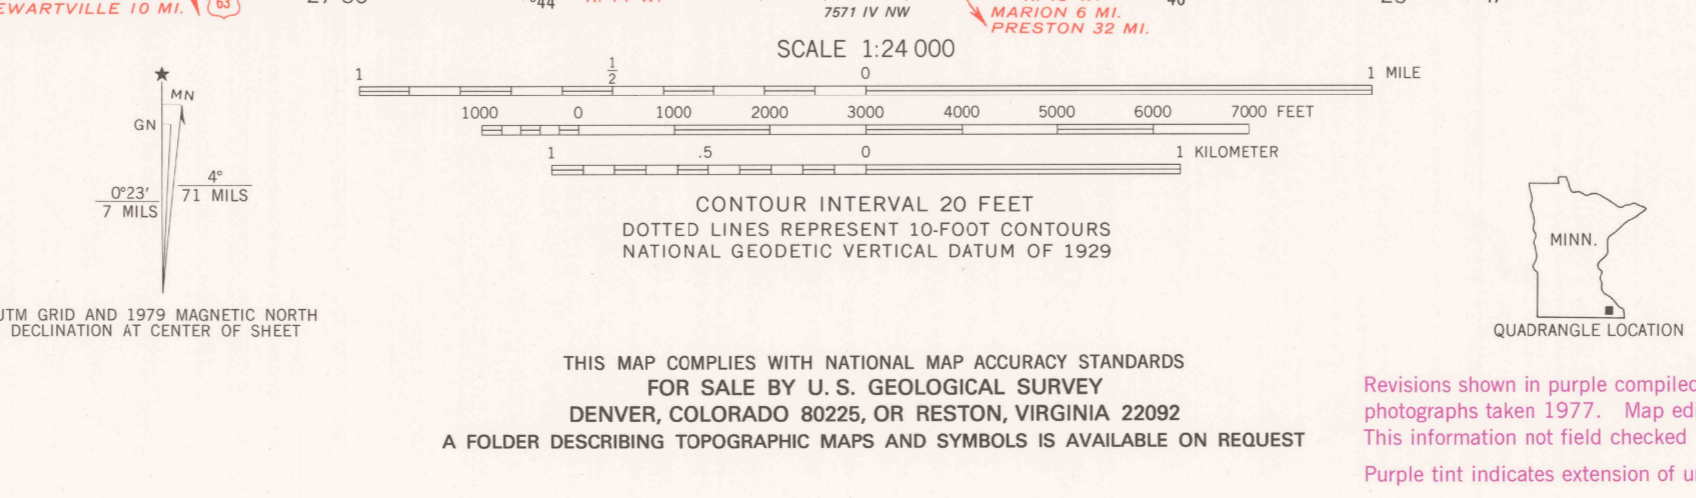 EWARTVILLE 10 MI.
63
44
7571 IV NW
MARION 6 MI.
PRESTON 32 MI.
SCALE 1:24 000
1 1/2 0 1 MILE
1000 0 1000 2000 3000 4000 5000 6000 7000 FEET
1 .5 0 1 KILOMETER
CONTOUR INTERVAL 20 FEET
DOTTED LINES REPRESENT 10-FOOT CONTOURS
NATIONAL GEODETIC VERTICAL DATUM OF 1929
MN
GN
4°
71 MILS
0°23′
7 MILS
UTM GRID AND 1979 MAGNETIC NORTH
DECLINATION AT CENTER OF SHEET
MINN.
QUADRANGLE LOCATION
THIS MAP COMPLIES WITH NATIONAL MAP ACCURACY STANDARDS
FOR SALE BY U. S. GEOLOGICAL SURVEY
DENVER, COLORADO 80225, OR RESTON, VIRGINIA 22092
A FOLDER DESCRIBING TOPOGRAPHIC MAPS AND SYMBOLS IS AVAILABLE ON REQUEST
Revisions shown in purple compiled
photographs taken 1977. Map ed
This information not field checked
Purple tint indicates extension of u